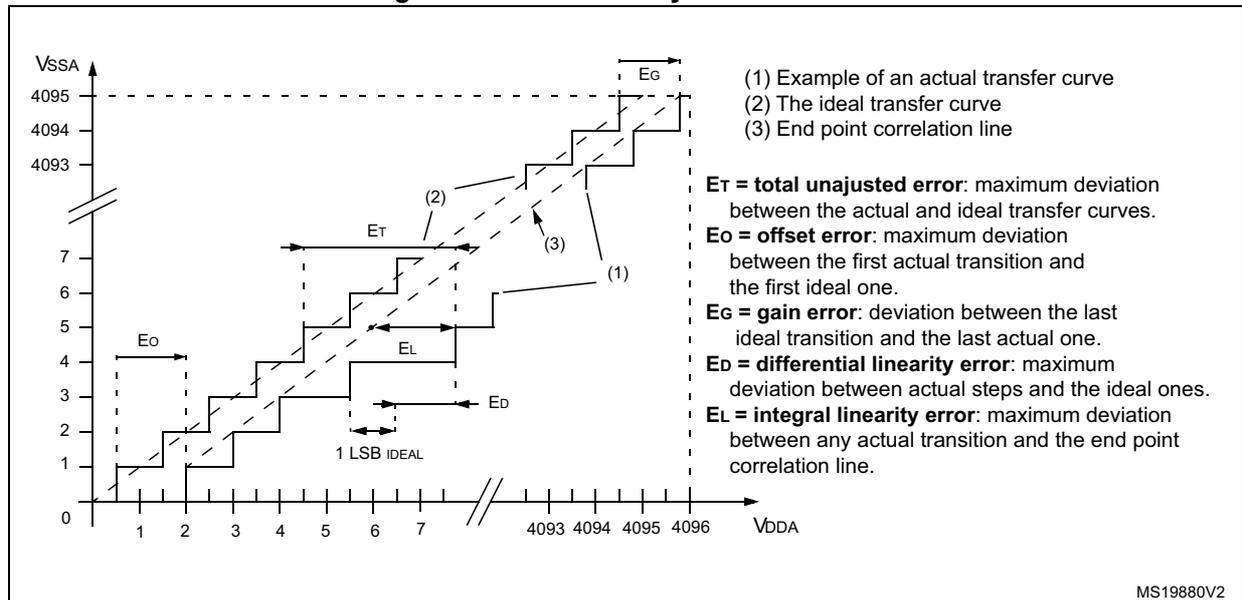 VSSA
EG
4095
4094
4093
(1) Example of an actual transfer curve
(2) The ideal transfer curve
(3) End point correlation line
ET = total unajusted error: maximum deviation
between the actual and ideal transfer curves.
EO = offset error: maximum deviation
between the first actual transition and
the first ideal one.
EG = gain error: deviation between the last
ideal transition and the last actual one.
ED = differential linearity error: maximum
deviation between actual steps and the ideal ones.
EL = integral linearity error: maximum deviation
between any actual transition and the end point
correlation line.
(2)
ET
(3)
(1)
7
6
5
4
3
2
1
0
EO
EL
ED
1 LSB IDEAL
1 2 3 4 5 6 7 4093 4094 4095 4096
VDDA
MS19880V2